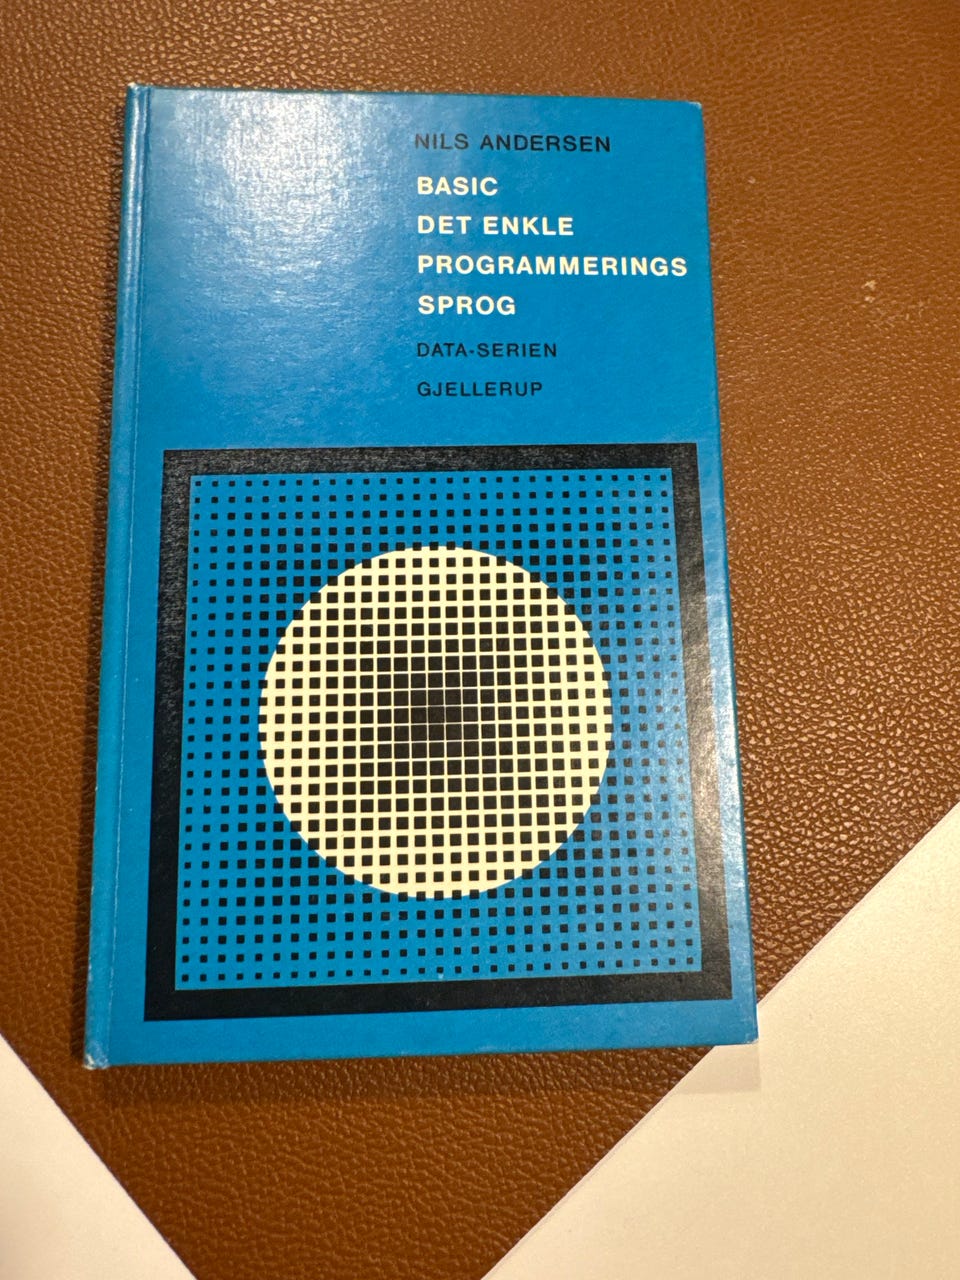 NILS ANDERSEN
BASIC
DET ENKLE
PROGRAMMERINGS
SPROG
DATA-SERIEN
GJELLERUP